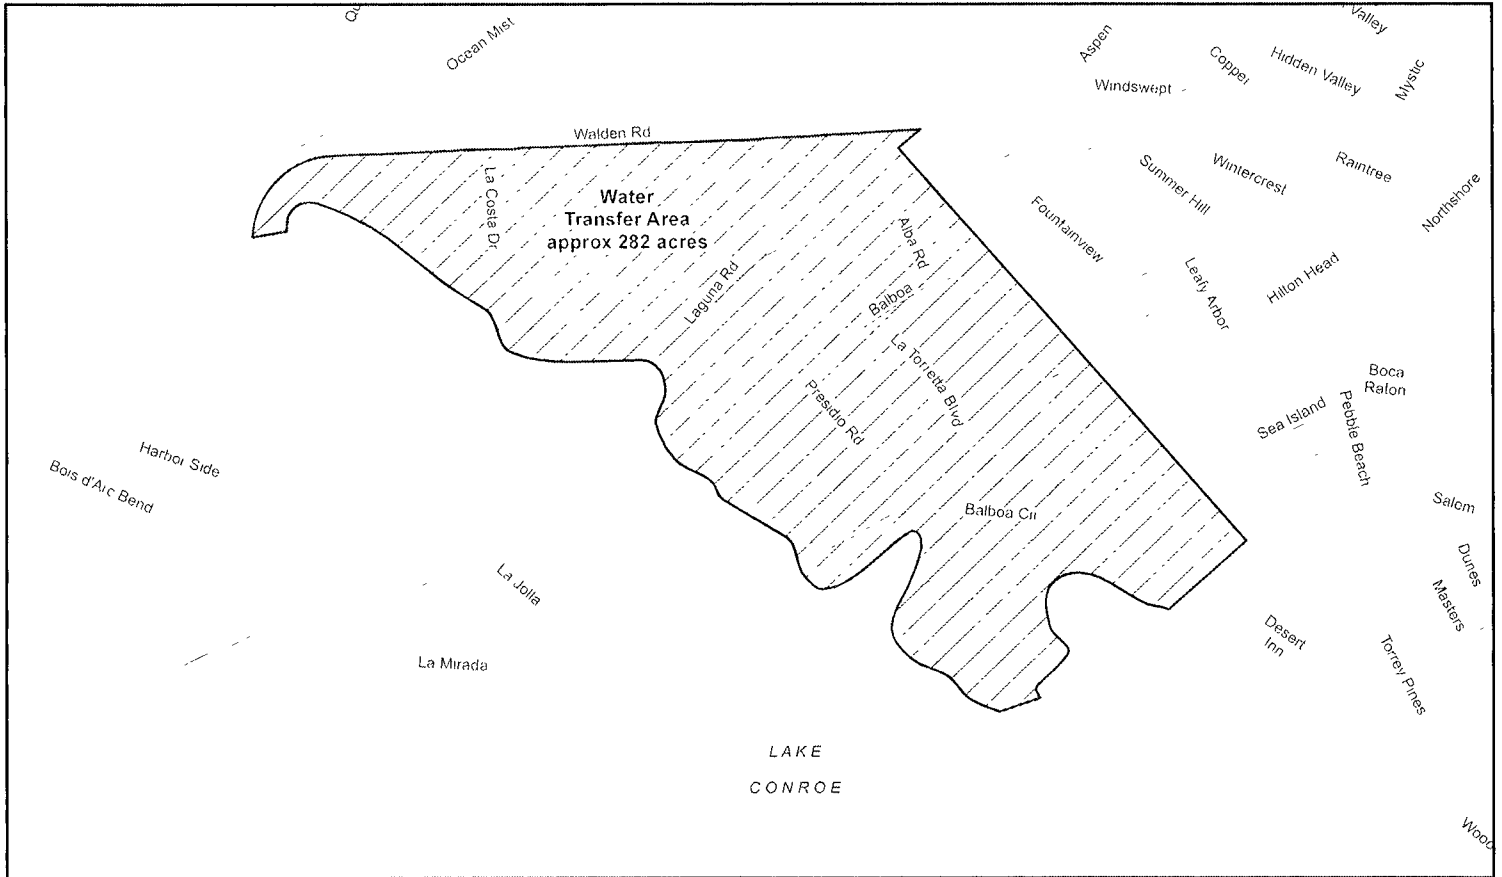 Ocean Mist
Aspen
Copper
Hidden Valley
Valley
Mystic
Windswept
Walden Rd
La Costa Dr
Water
Transfer Area
approx 282 acres
Summer Hill
Wintercrest
Raintree
Northshore
Fountainview
Alba Rd
Laguna Rd
Balboa
Leafy Arbor
Hilton Head
La Torretta Blvd
Presidio Rd
Boca
Raton
Sea Island
Pebble Beach
Harbor Side
Bois d'Arc Bend
Balboa Cir
Salem
Dunes
Masters
La Jolla
Desert
Inn
Torrey Pines
La Mirada
LAKE
CONROE